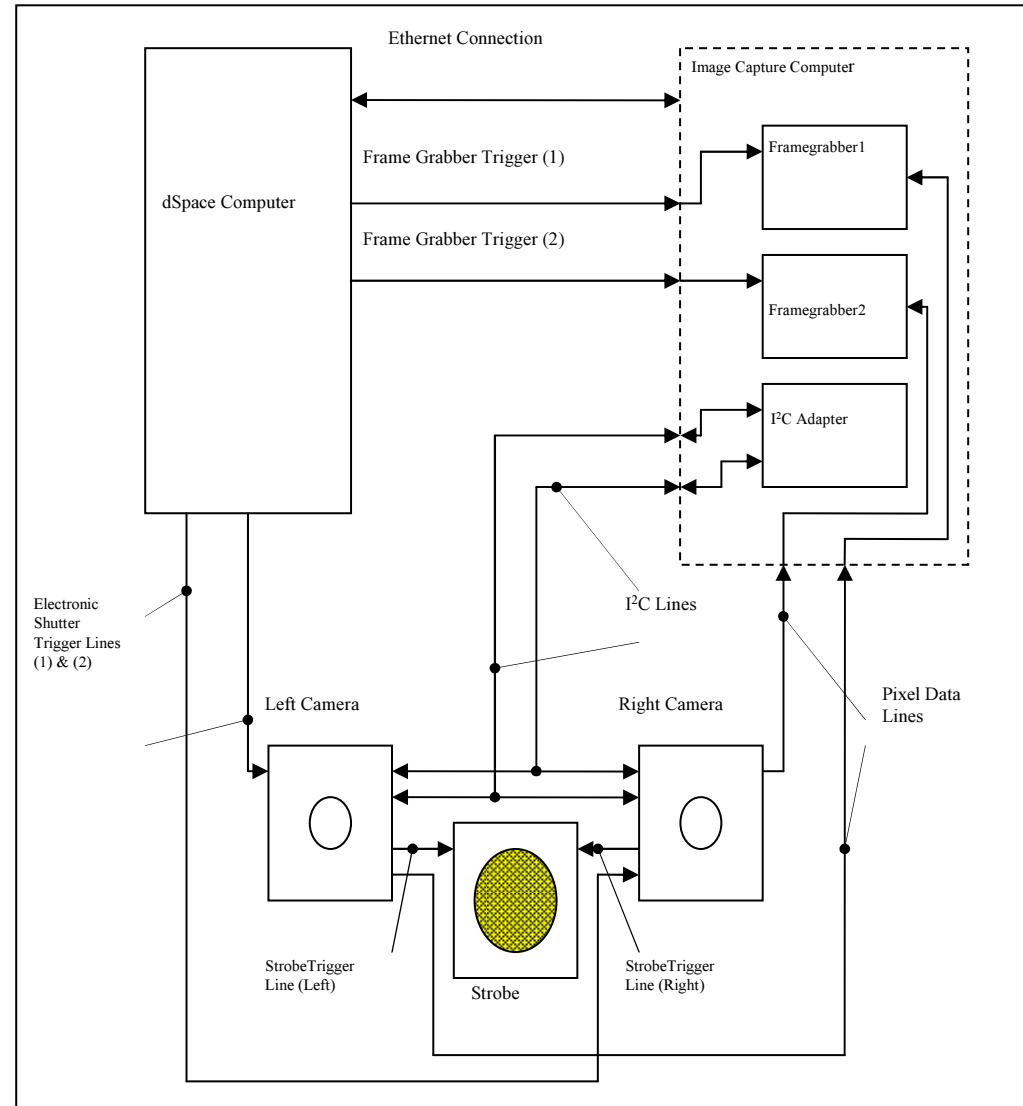 Ethernet Connection
Image Capture Computer
Framegrabber1
Frame Grabber Trigger (1)
dSpace Computer
Frame Grabber Trigger (2)
Framegrabber2
I²C Adapter
Electronic
Shutter
Trigger Lines
(1) & (2)
I²C Lines
Left Camera
Right Camera
Pixel Data
Lines
StrobeTrigger
Line (Left)
StrobeTrigger
Line (Right)
Strobe